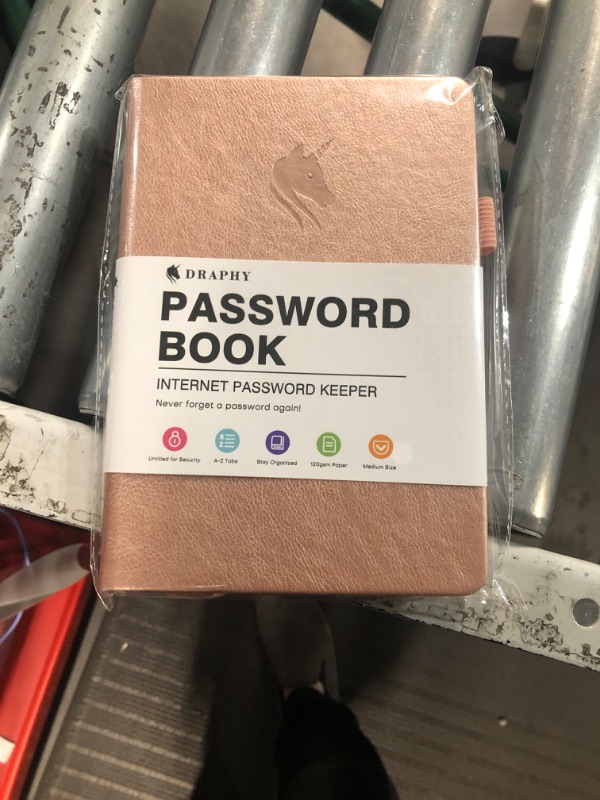 DRAPHY
PASSWORD
BOOK
INTERNET PASSWORD KEEPER
Never forget a password again!
Untitled for Security
A-Z Tabs
Stay Organized
120gsm Paper
Medium Size